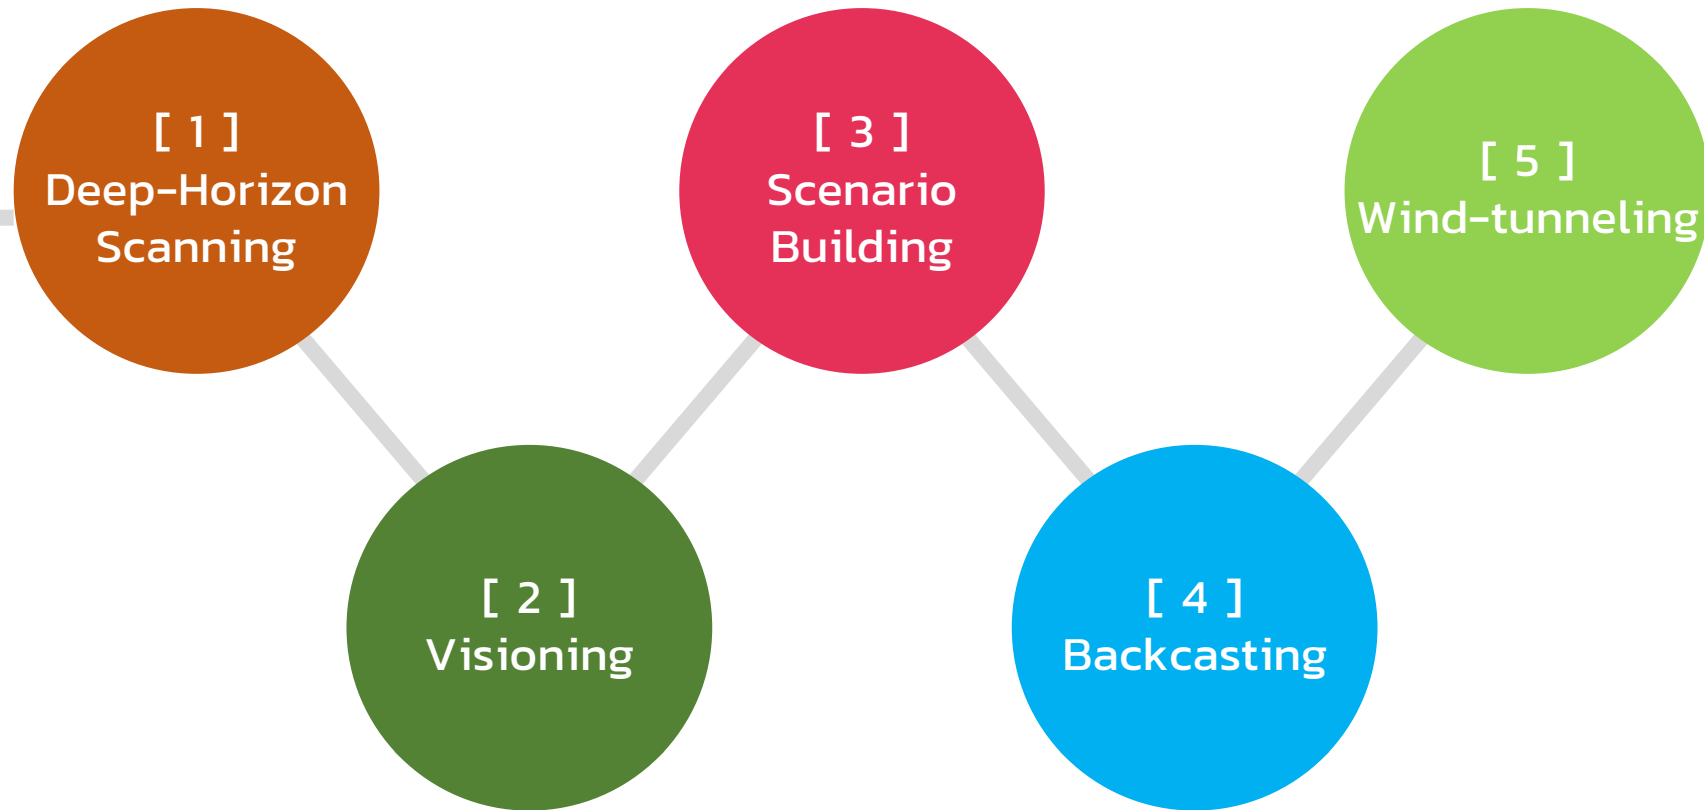 [ 1 ]
Deep-Horizon
Scanning
[ 2 ]
Visioning
[ 3 ]
Scenario
Building
[ 4 ]
Backcasting
[ 5 ]
Wind-tunneling